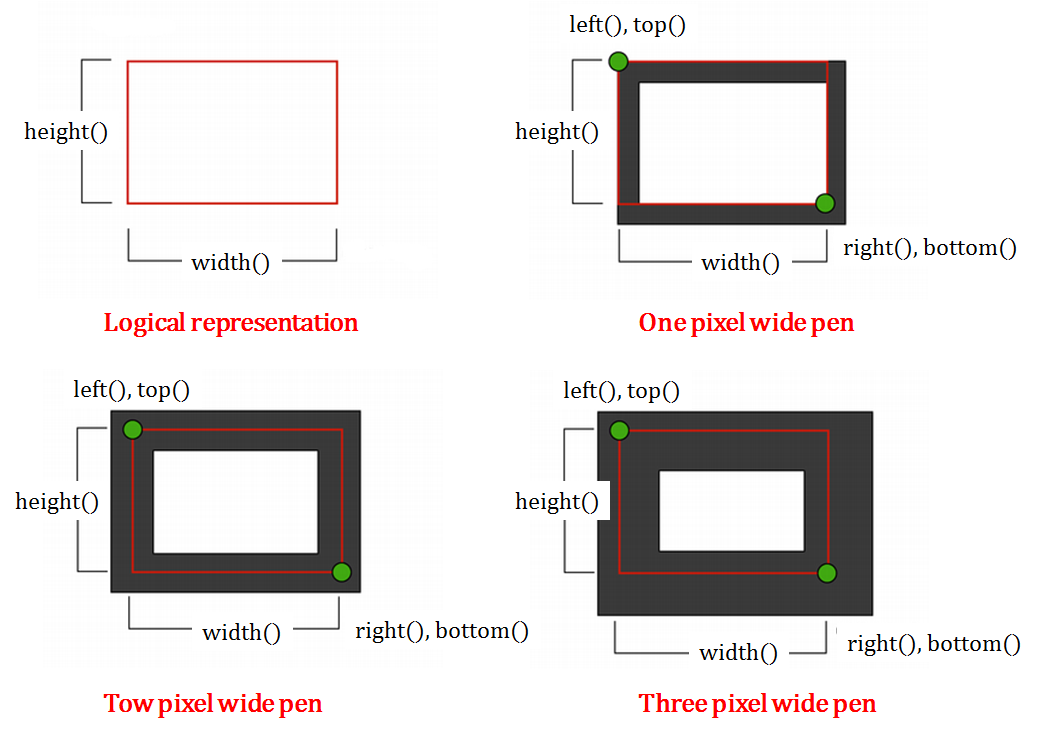 left(), top()
height()
height()
width()
width()
right(), bottom()
Logical representation
One pixel wide pen
left(), top()
left(), top()
height()
height()
width()
right(), bottom()
width()
right(), bottom()
Tow pixel wide pen
Three pixel wide pen